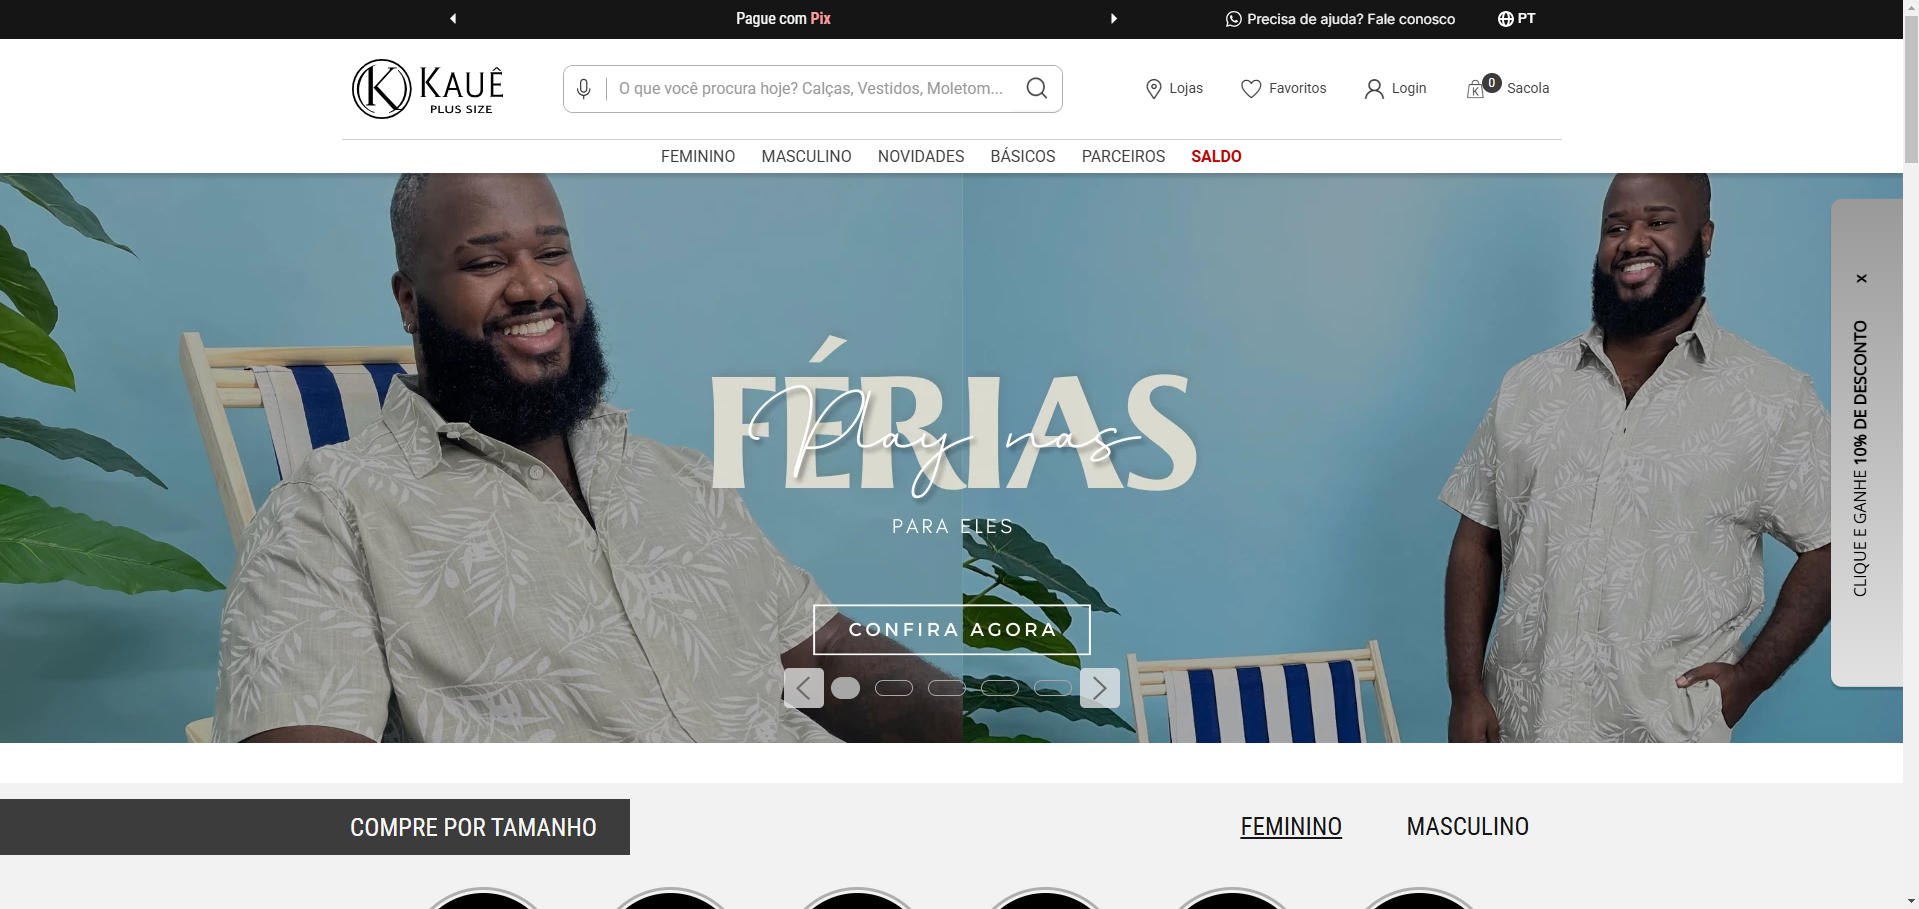 Pague com Pix
Precisa de ajuda? Fale conosco
PT
KAUÊ
PLUS SIZE
O que você procura hoje? Calças, Vestidos, Moletom...
Lojas
Favoritos
Login
K
0
Sacola
FEMININO
MASCULINO
NOVIDADES
BÁSICOS
PARCEIROS
SALDO
FÉRIAS
Play nas
PARA ELES
CONFIRA AGORA
X
CLIQUE E GANHE 10% DE DESCONTO
COMPRE POR TAMANHO
FEMININO
MASCULINO